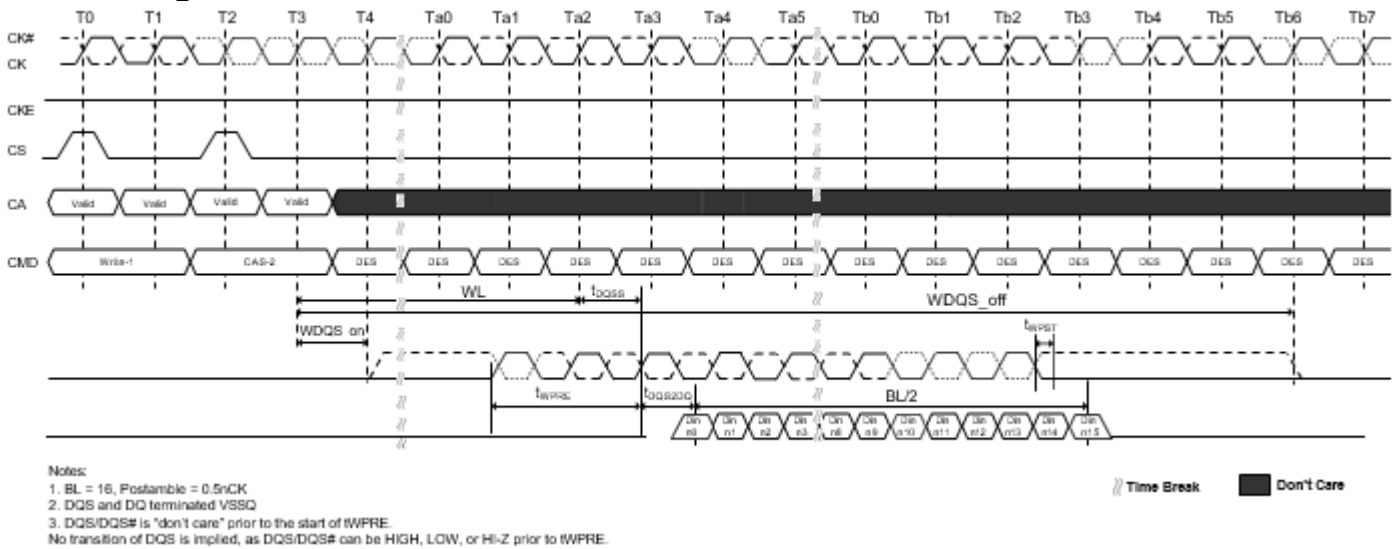 T0 T1 T2 T3 T4 Ta0 Ta1 Ta2 Ta3 Ta4 Ta5 Tb0 Tb1 Tb2 Tb3 Tb4 Tb5 Tb6 Tb7
CK#
CK
CKE
CS
CA Valid Valid Valid Valid
CMD Write-1 CAS-2 DES DES DES DES DES DES DES DES DES DES DES DES DES DES DES
WL tDQSS WDQS_off
WDQS_on tWPST
tWPRE tDQS2DQ BL/2
Din n0 Din n1 Din n2 Din n3 Din n8 Din n9 Din n10 Din n11 Din n12 Din n13 Din n14 Din n15
Notes:
1. BL = 16, Postamble = 0.5nCK
2. DQS and DQ terminated VSSQ
3. DQS/DQS# is "don't care" prior to the start of tWPRE.
No transition of DQS is implied, as DQS/DQS# can be HIGH, LOW, or HI-Z prior to tWPRE.
Time Break Don't Care